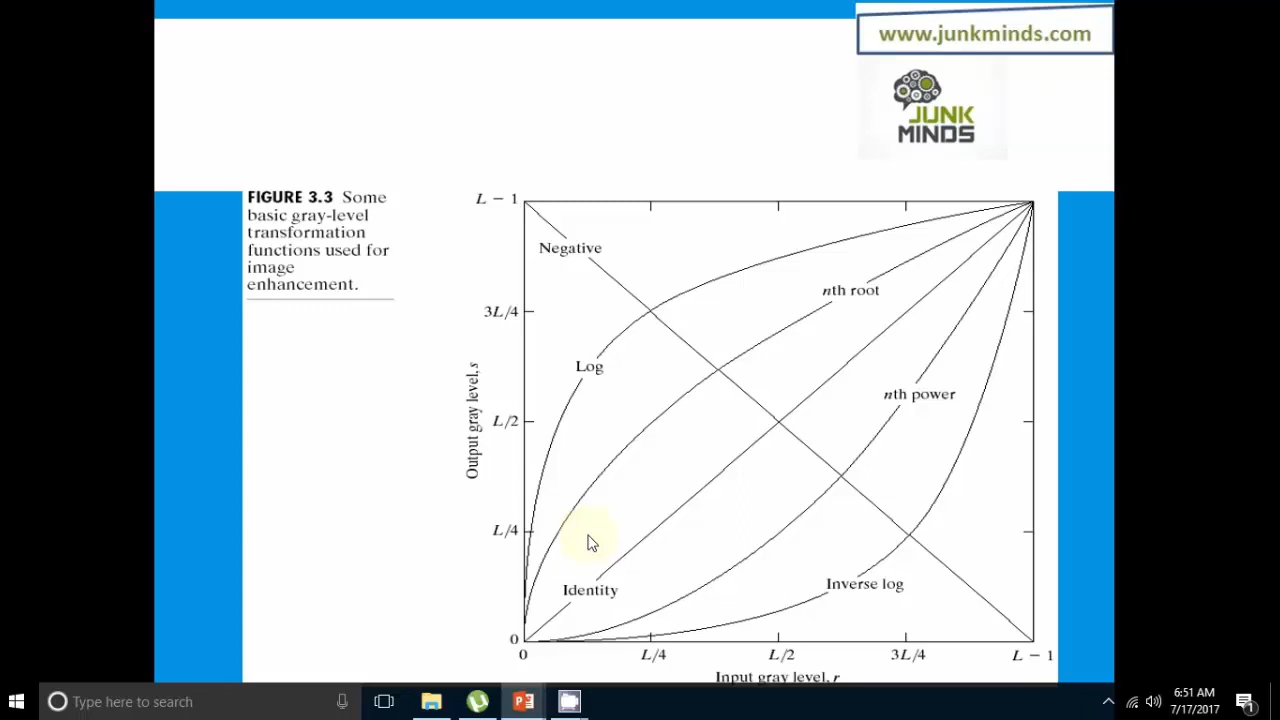 www.junkminds.com
JUNK
MINDS
FIGURE 3.3 Some
basic gray-level
transformation
functions used for
image
enhancement.
L − 1
Negative
nth root
3L/4
Log
nth power
Output gray level, s
L/2
L/4
Identity
Inverse log
0
0 L/4 L/2 3L/4 L − 1
Input gray level, r
Type here to search
6:51 AM
7/17/2017
1